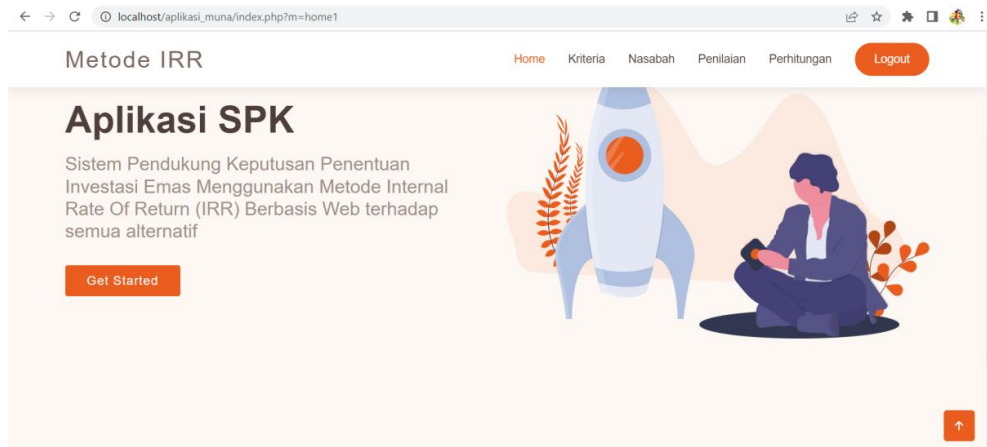 localhost/aplikasi_muna/index.php?m=home1
Metode IRR
Home Kriteria Nasabah Penilaian Perhitungan Logout
Aplikasi SPK
Sistem Pendukung Keputusan Penentuan
Investasi Emas Menggunakan Metode Internal
Rate Of Return (IRR) Berbasis Web terhadap
semua alternatif
Get Started